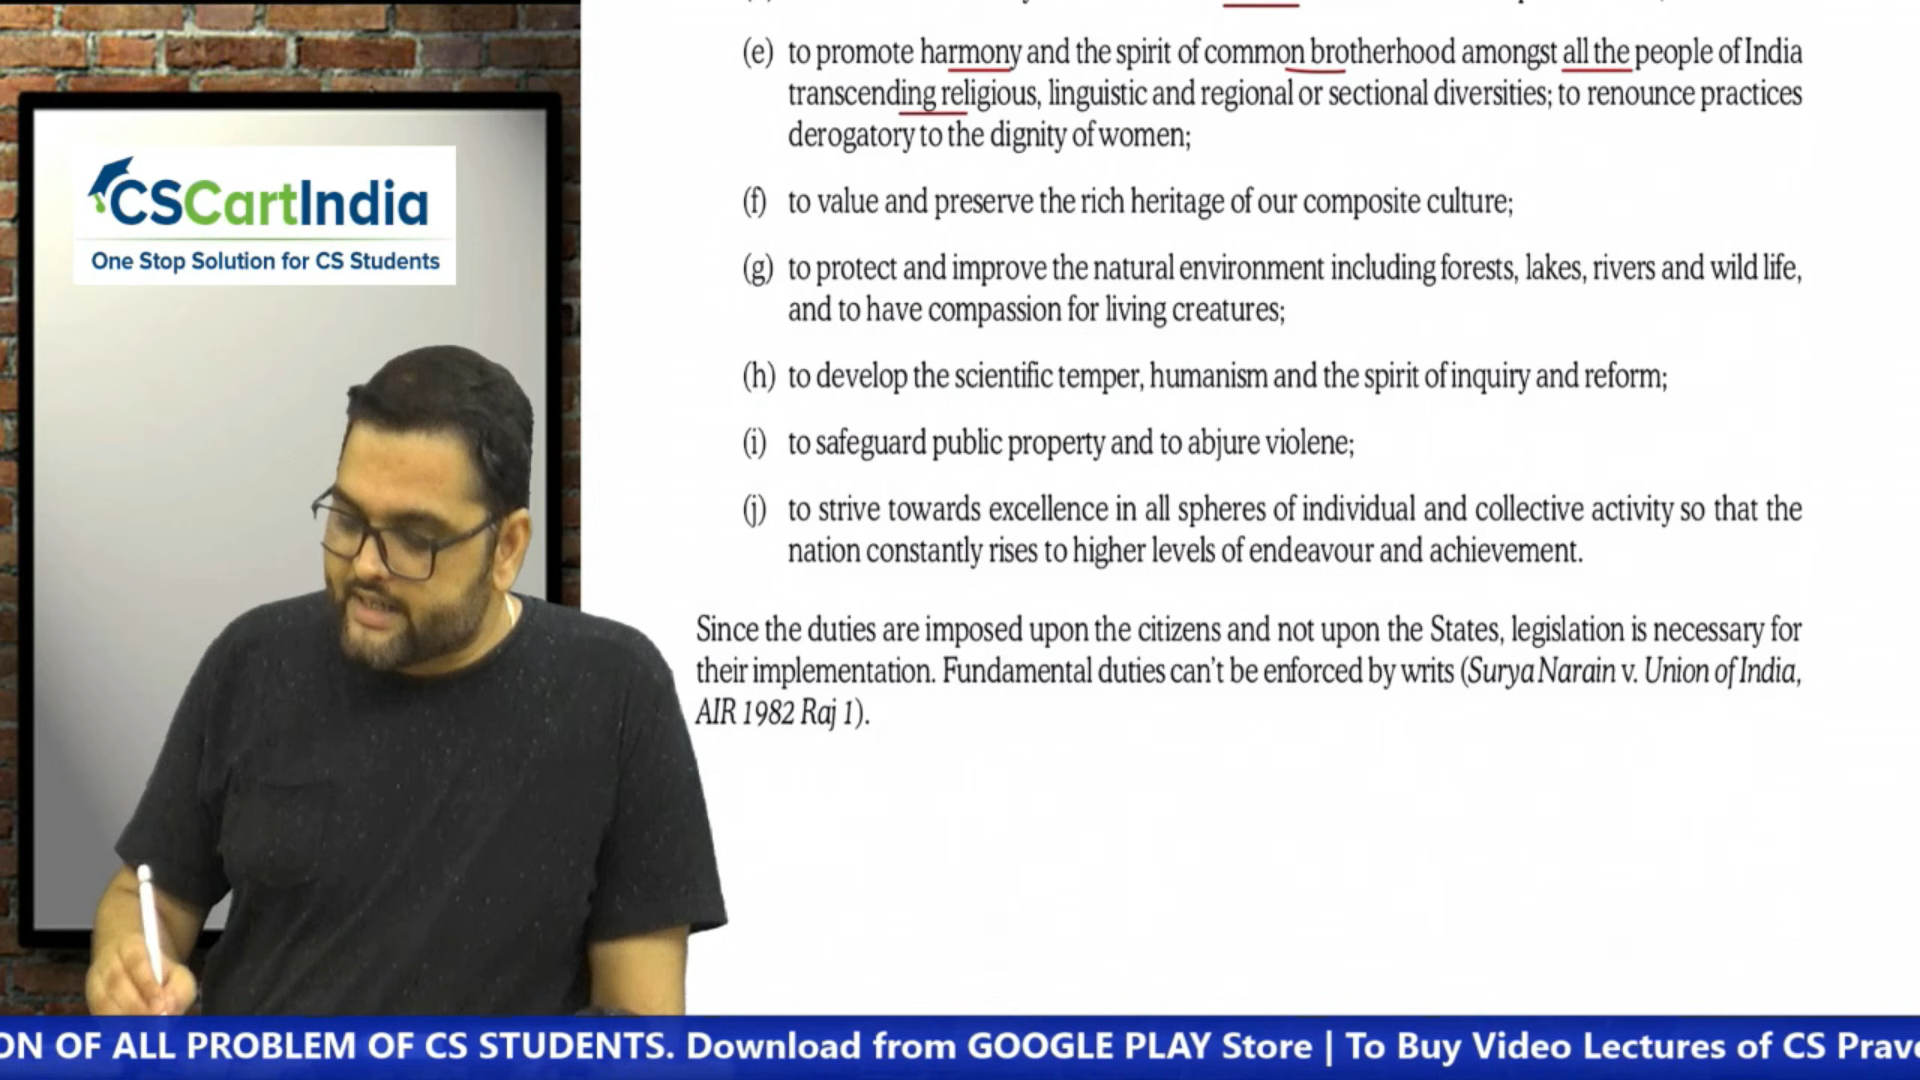 (e) to promote harmony and the spirit of common brotherhood amongst all the people of India
transcending religious, linguistic and regional or sectional diversities; to renounce practices
derogatory to the dignity of women;
(f) to value and preserve the rich heritage of our composite culture;
(g) to protect and improve the natural environment including forests, lakes, rivers and wild life,
and to have compassion for living creatures;
(h) to develop the scientific temper, humanism and the spirit of inquiry and reform;
(i) to safeguard public property and to abjure violene;
(j) to strive towards excellence in all spheres of individual and collective activity so that the
nation constantly rises to higher levels of endeavour and achievement.
Since the duties are imposed upon the citizens and not upon the States, legislation is necessary for
their implementation. Fundamental duties can't be enforced by writs (Surya Narain v. Union of India,
AIR 1982 Raj 1).
CSCartIndia
One Stop Solution for CS Students
ON OF ALL PROBLEM OF CS STUDENTS. Download from GOOGLE PLAY Store | To Buy Video Lectures of CS Prav